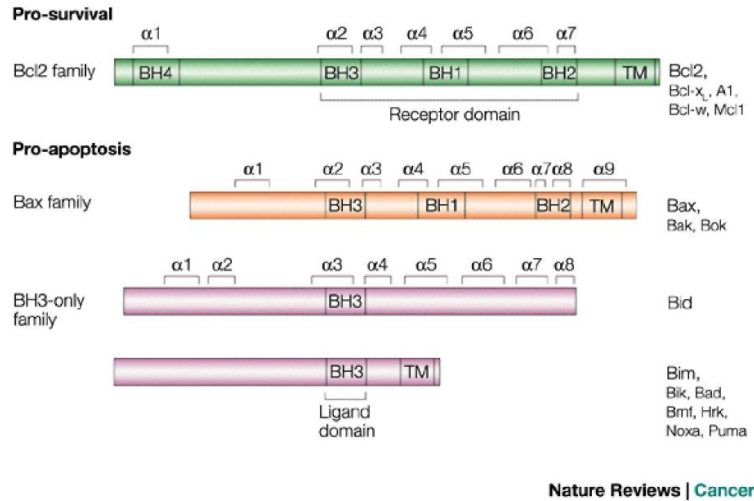 Pro-survival
α1 α2 α3 α4 α5 α6 α7
Bcl2 family BH4 BH3 BH1 BH2 TM Bcl2,
Bcl-xL, A1,
Bcl-w, Mcl1
Receptor domain
Pro-apoptosis
α1 α2 α3 α4 α5 α6 α7 α8 α9
Bax family BH3 BH1 BH2 TM Bax,
Bak, Bok
α1 α2 α3 α4 α5 α6 α7 α8
BH3-only BH3 Bid
family
BH3 TM Bim,
Bik, Bad,
Bmf, Hrk,
Noxa, Puma
Ligand
domain
Nature Reviews | Cancer